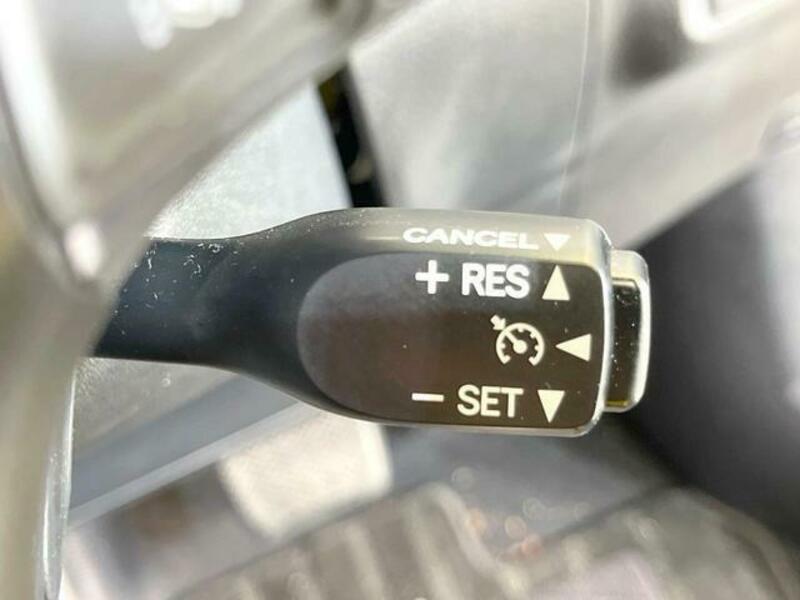 CANCEL ▼
+ RES ▲
◀
− SET ▼